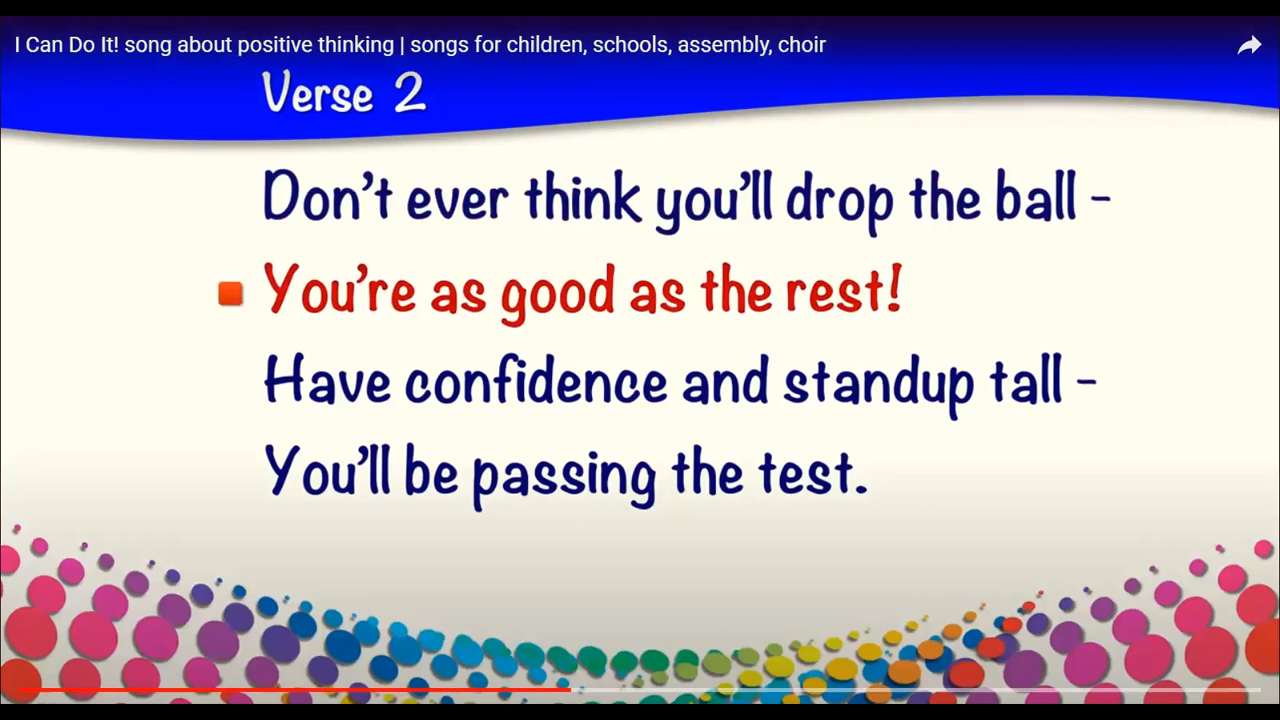 I Can Do It! song about positive thinking | songs for children, schools, assembly, choir
Verse 2
Don't ever think you'll drop the ball -
You're as good as the rest!
Have confidence and standup tall -
You'll be passing the test.